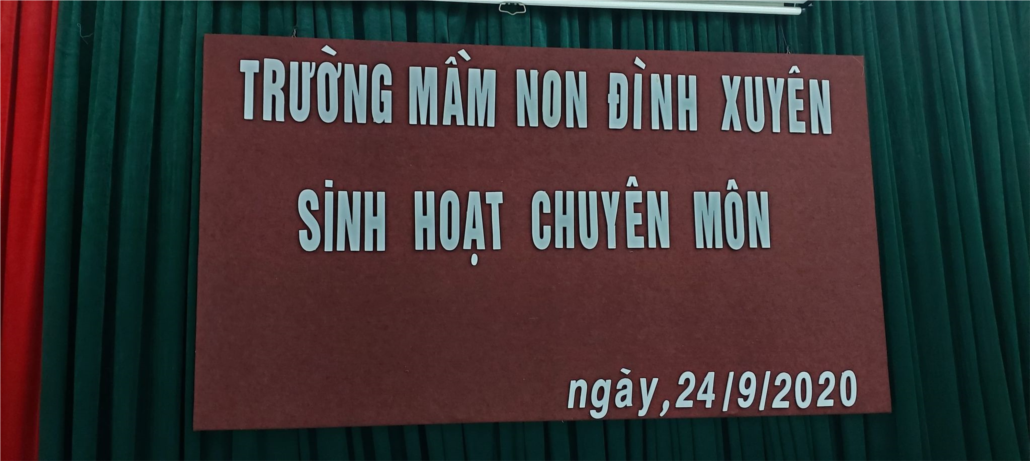 TRƯỜNG MẦM NON ĐÌNH XUYÊN
SINH HOẠT CHUYÊN MÔN
ngày,24/9/2020